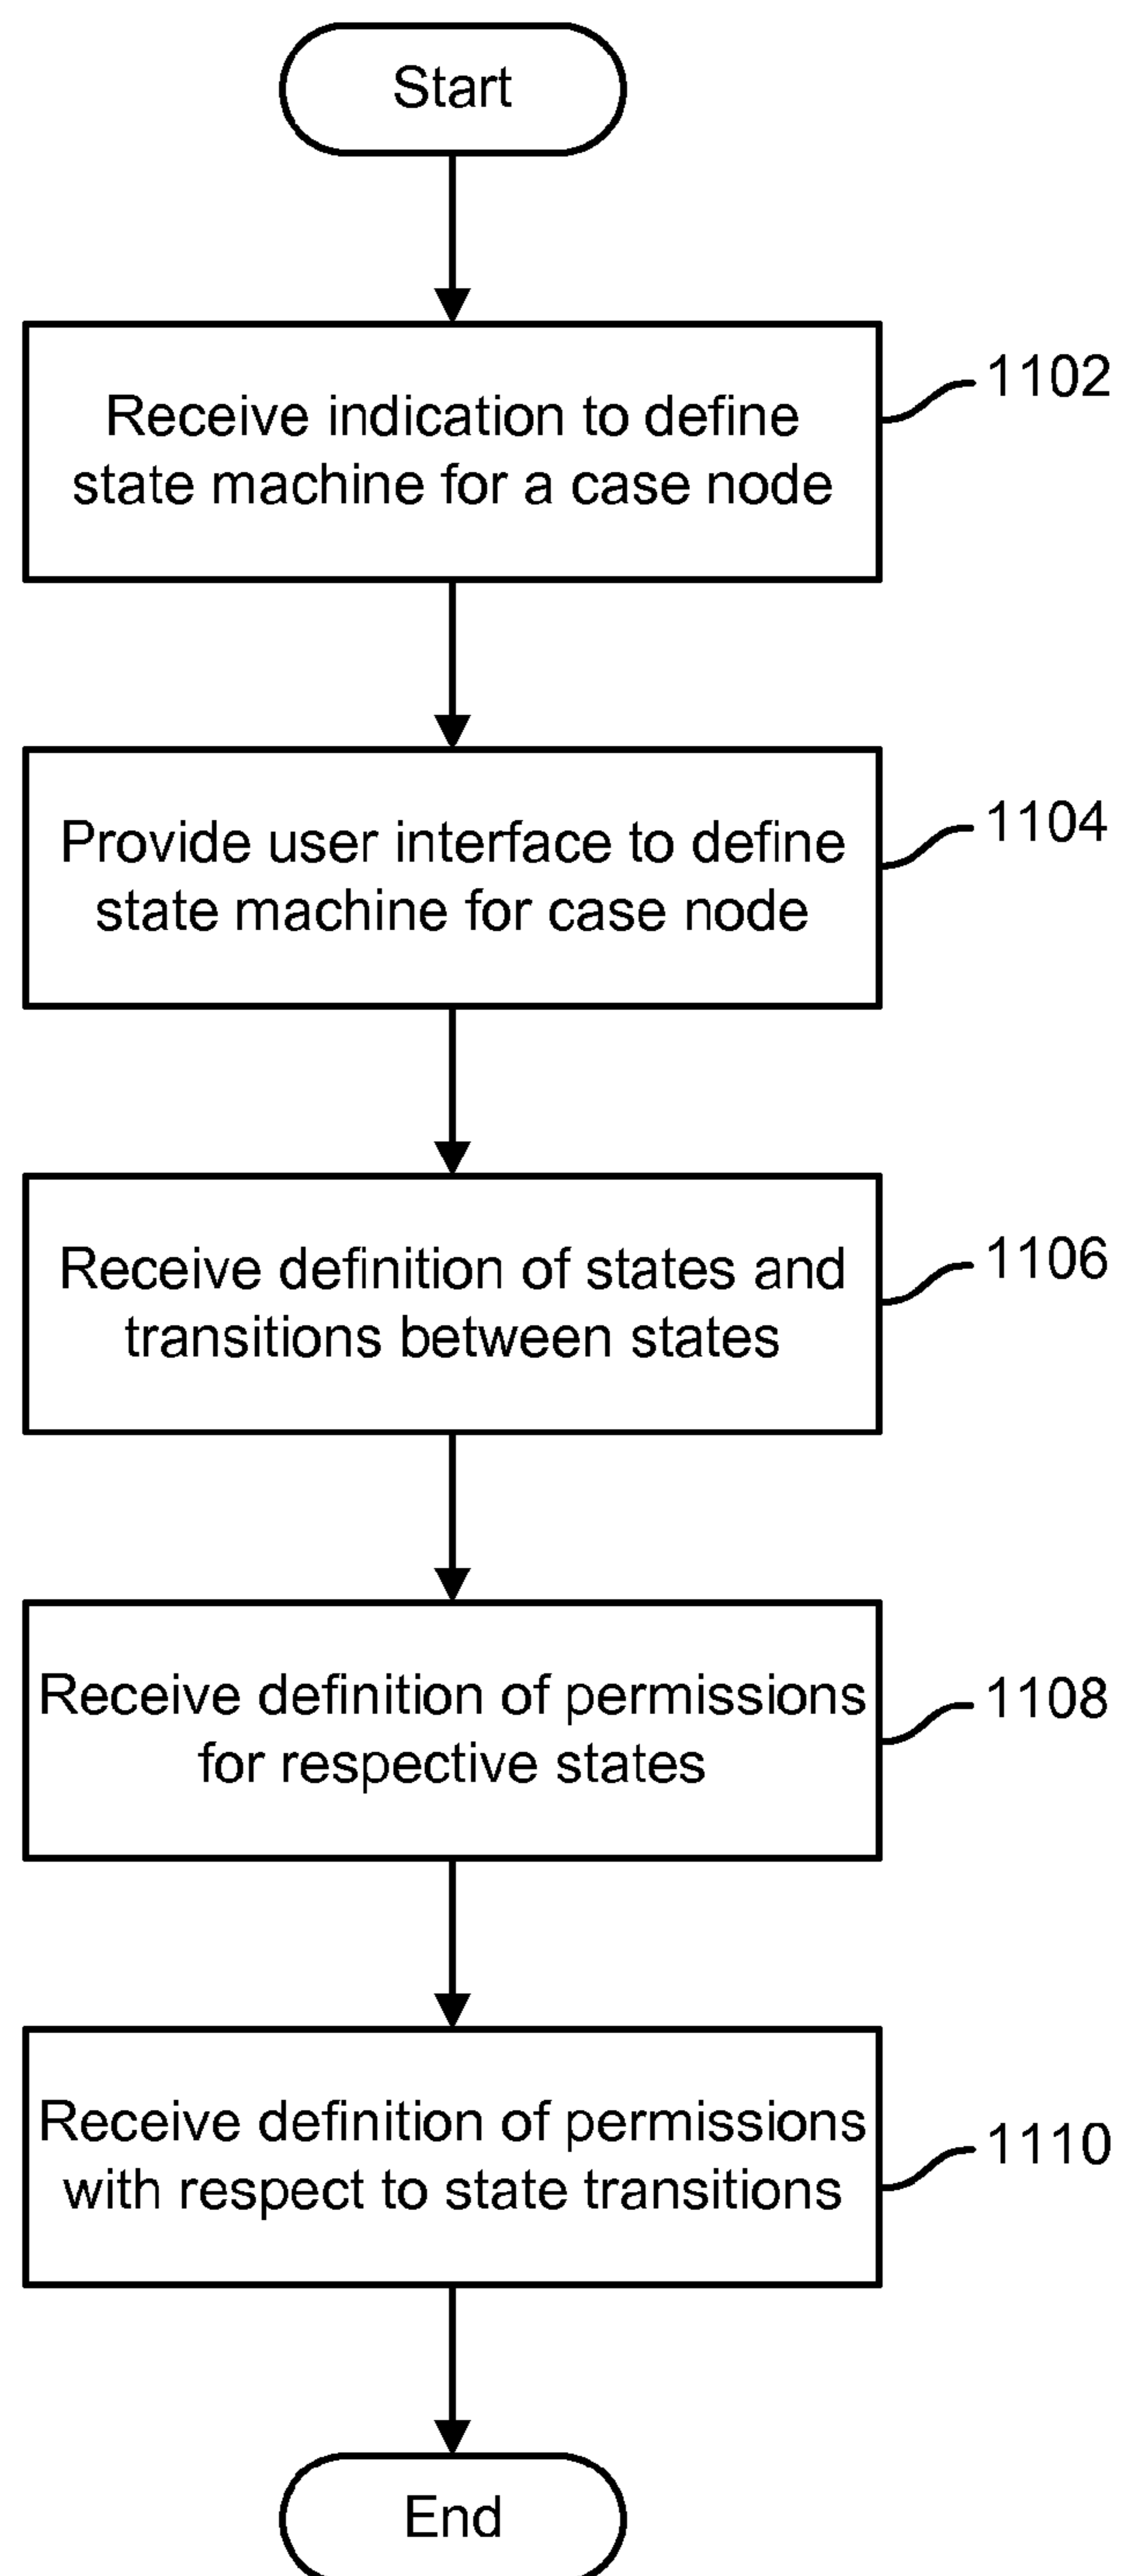 Start
Receive indication to define
state machine for a case node
1102
Provide user interface to define
state machine for case node
1104
Receive definition of states and
transitions between states
1106
Receive definition of permissions
for respective states
1108
Receive definition of permissions
with respect to state transitions
1110
End